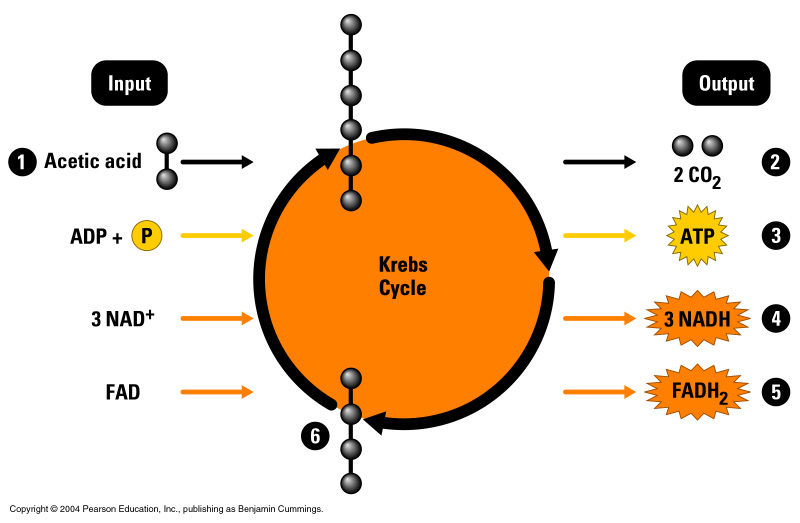 Input
Output
1 Acetic acid
2 CO₂
2
ADP + P
ATP
3
Krebs
Cycle
3 NAD⁺
3 NADH
4
FAD
FADH₂
5
6
Copyright © 2004 Pearson Education, Inc., publishing as Benjamin Cummings.